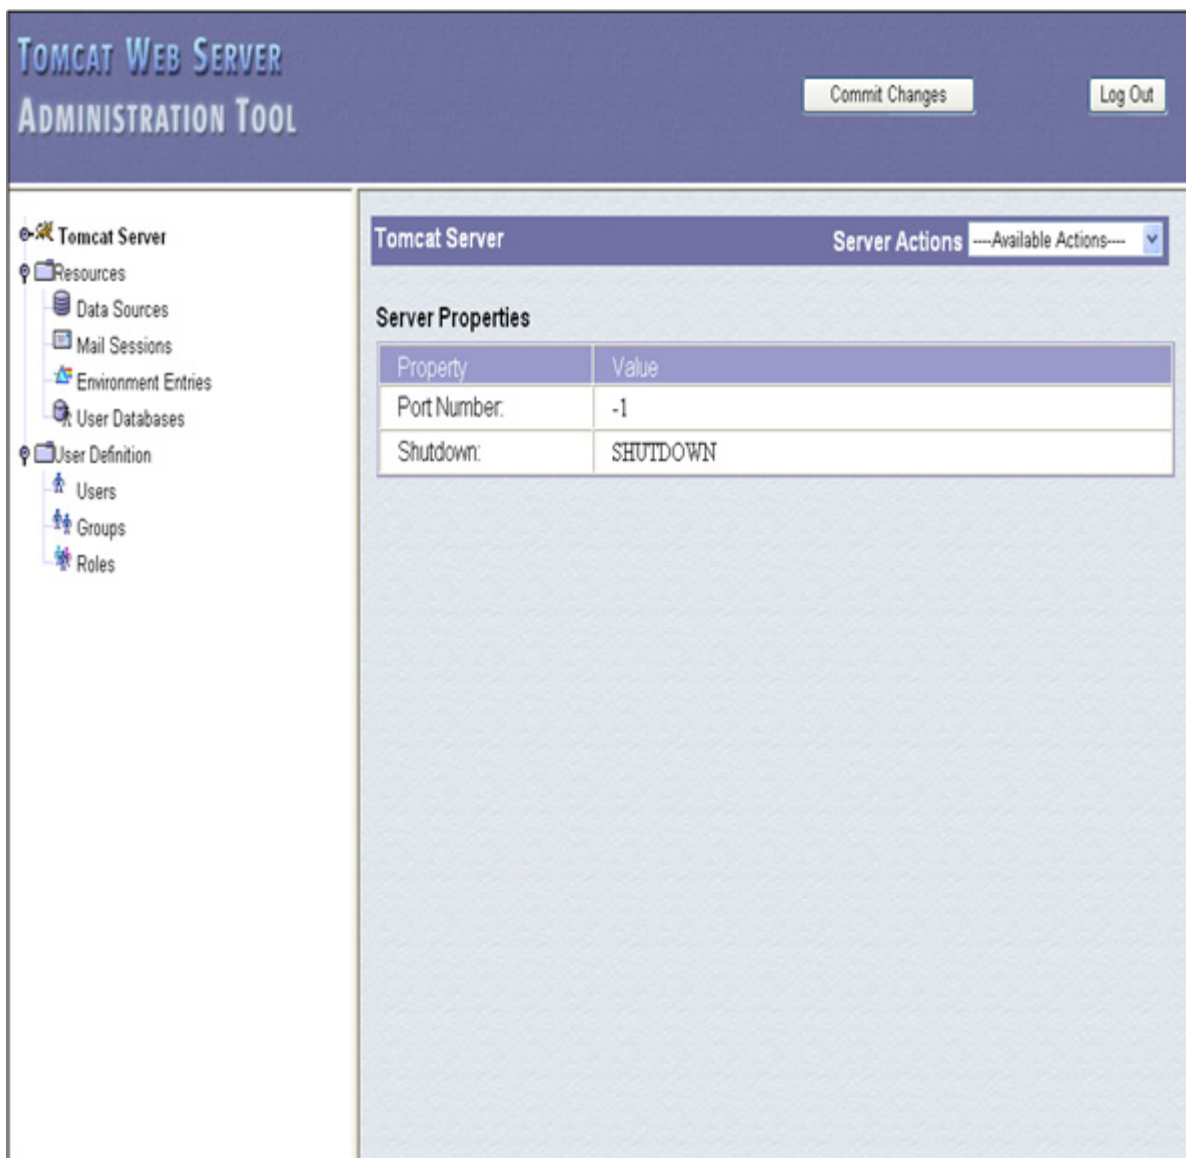 TOMCAT WEB SERVER
ADMINISTRATION TOOL
Commit Changes
Log Out
Tomcat Server
Resources
Data Sources
Mail Sessions
Environment Entries
User Databases
User Definition
Users
Groups
Roles
Tomcat Server
Server Actions ----Available Actions----
Server Properties
Property Value
Port Number: -1
Shutdown: SHUTDOWN